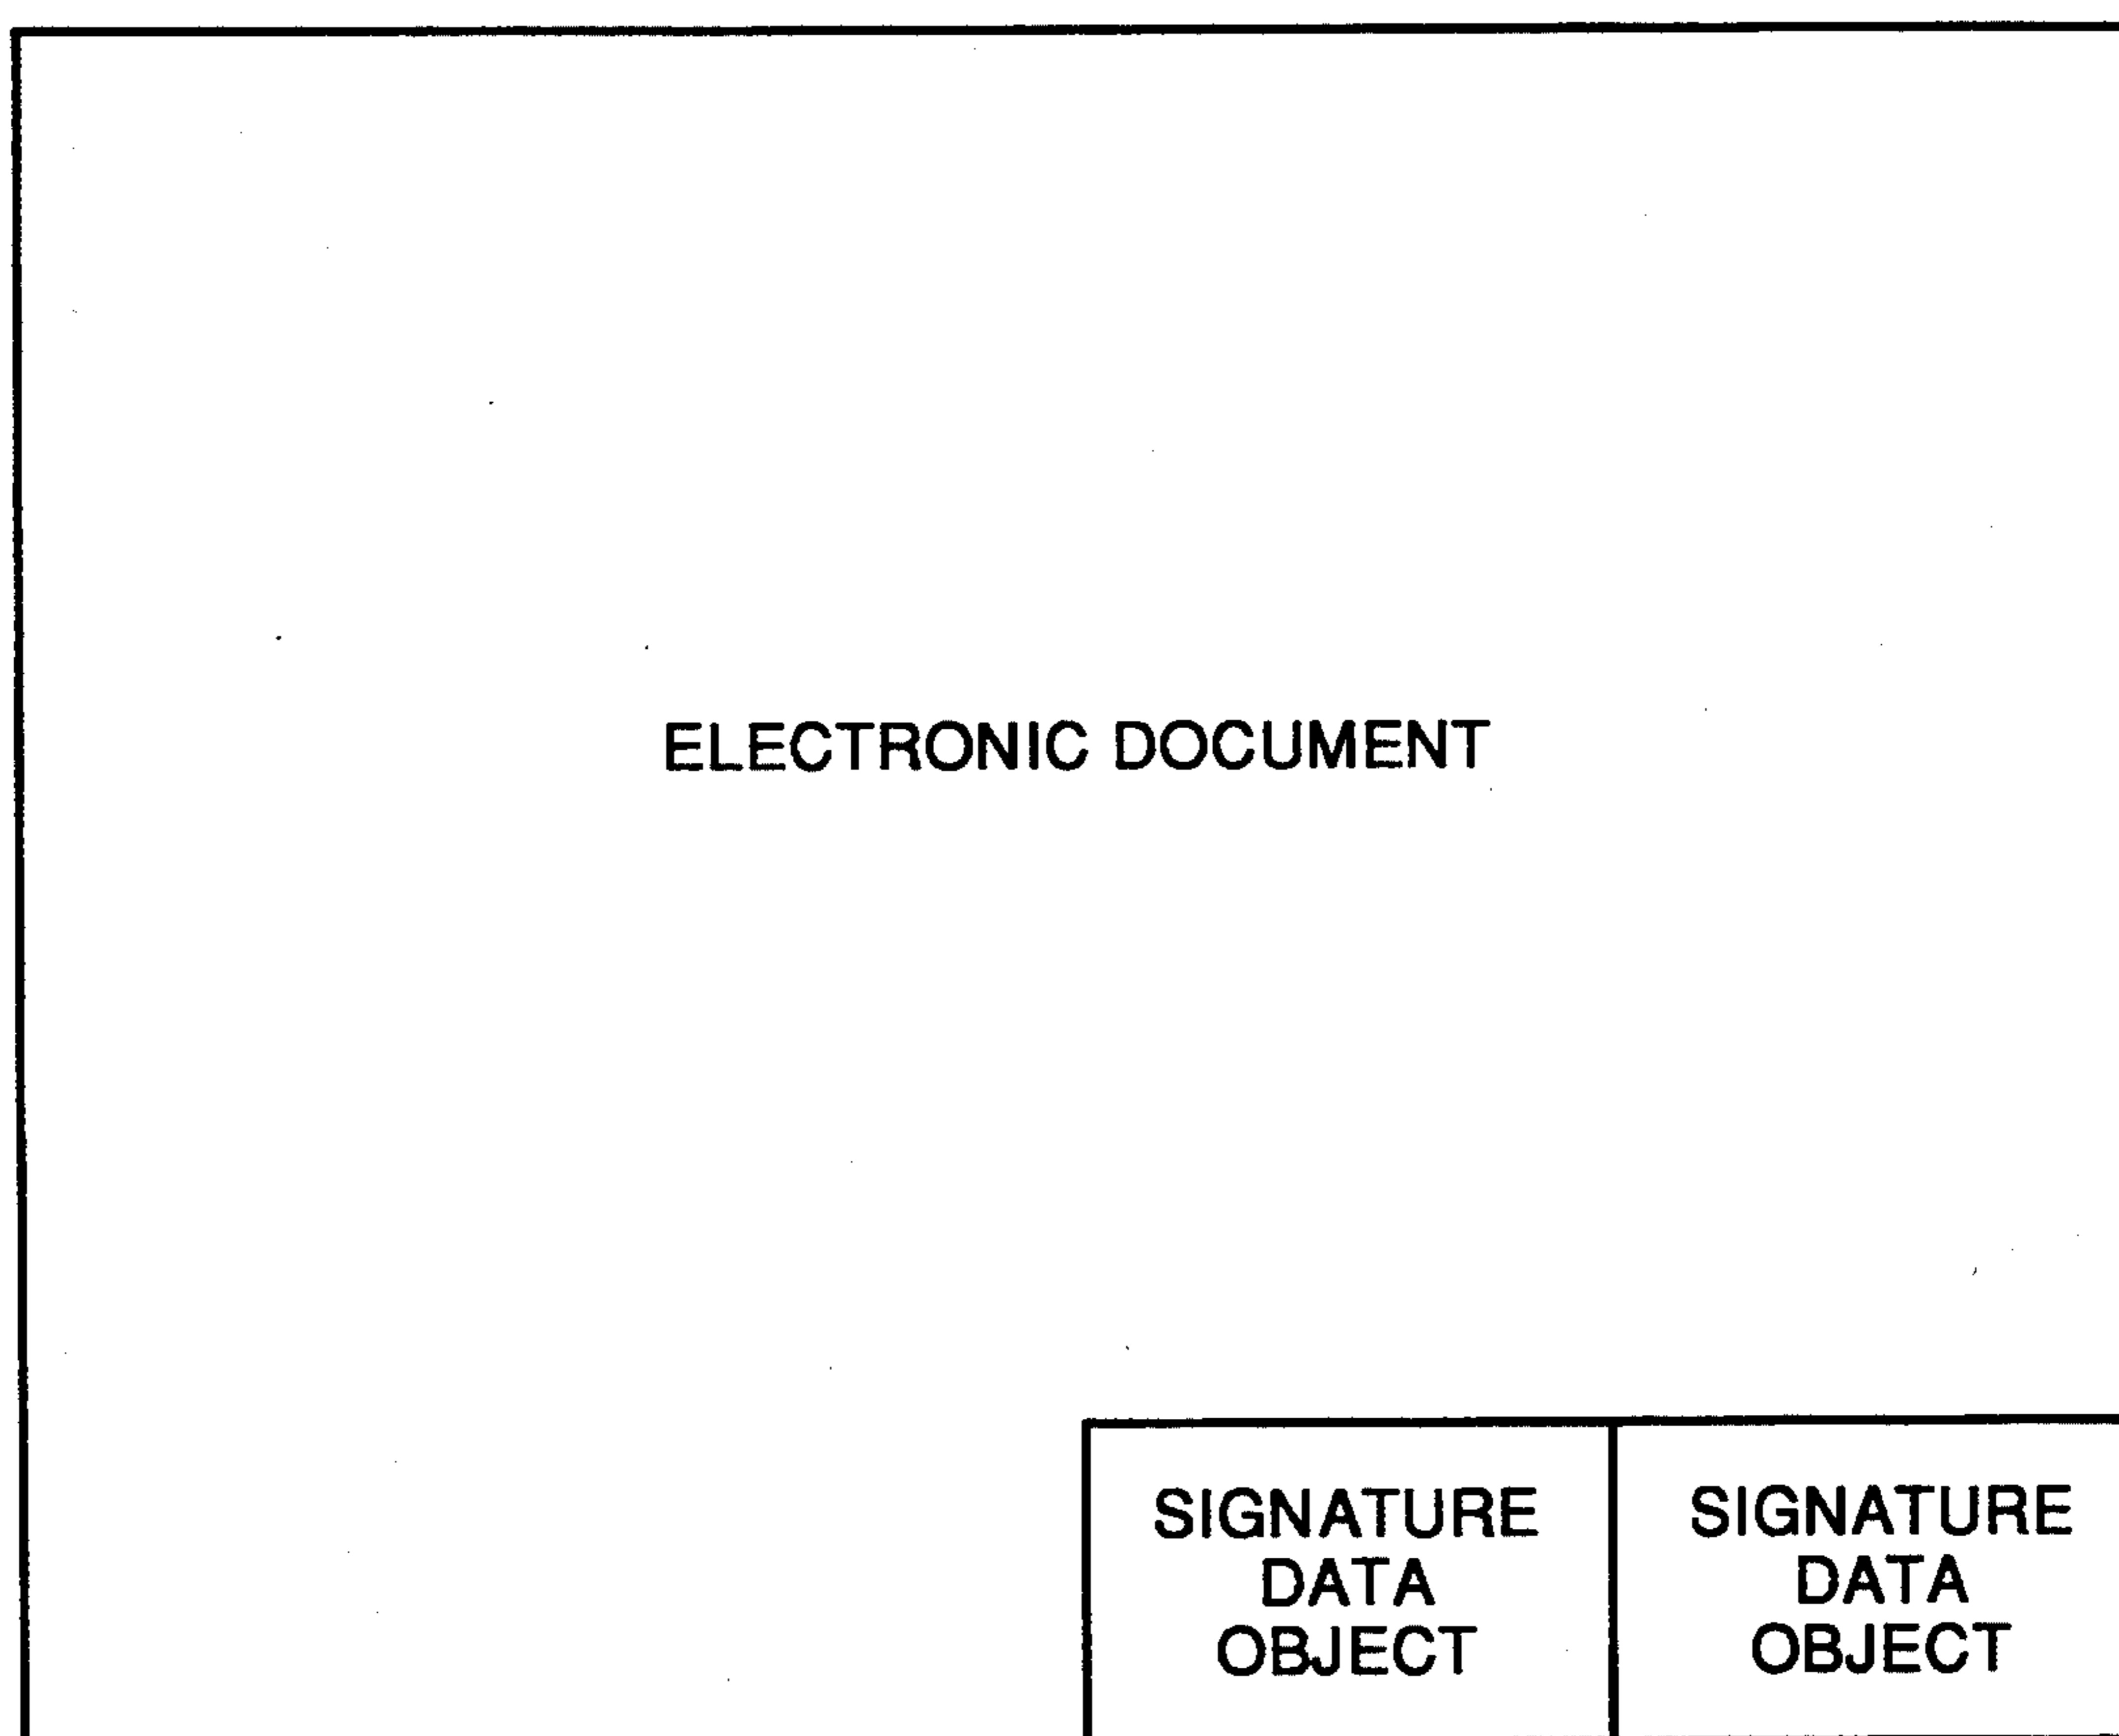 ELECTRONIC DOCUMENT
SIGNATURE
DATA
OBJECT
SIGNATURE
DATA
OBJECT